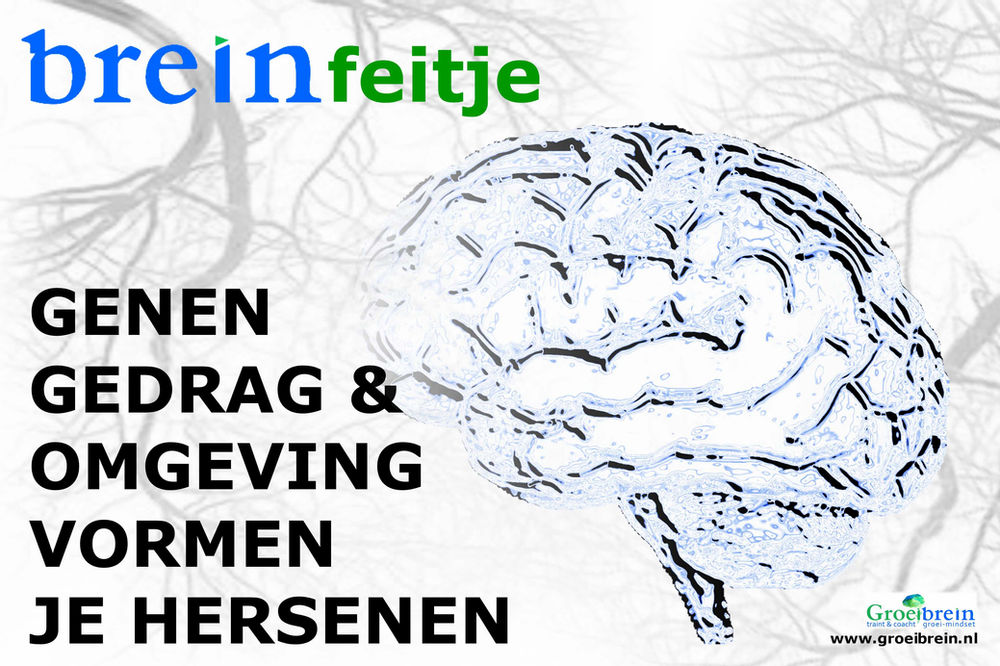 breinfeitje
GENEN
GEDRAG &
OMGEVING
VORMEN
JE HERSENEN
Groeibrein
traint & coacht groei-mindset
www.groeibrein.nl